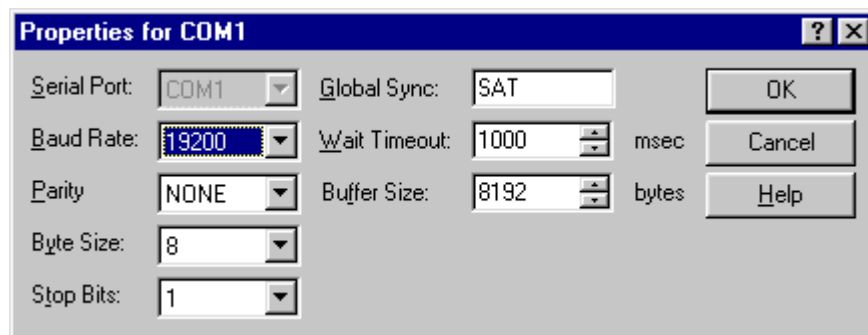 Properties for COM1
Serial Port: COM1 Global Sync: SAT OK
Baud Rate: 19200 Wait Timeout: 1000 msec Cancel
Parity NONE Buffer Size: 8192 bytes Help
Byte Size: 8
Stop Bits: 1